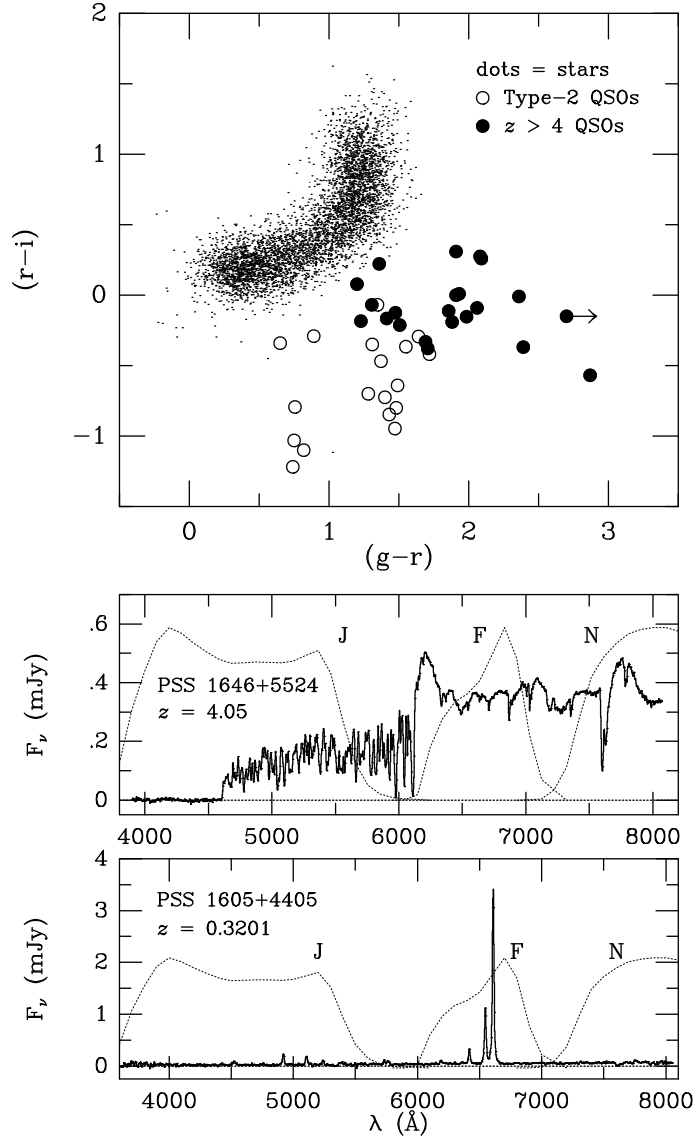 2
dots = stars
Type-2 QSOs
z > 4 QSOs
1
(r-i)
0
-1
0 1 2 3
(g-r)
.6
J F N
PSS 1646+5524
z = 4.05
.4
Fν (mJy)
.2
0
4000 5000 6000 7000 8000
4
PSS 1605+4405
z = 0.3201
3
J F N
Fν (mJy)
2
1
0
4000 5000 6000 7000 8000
λ (Å)